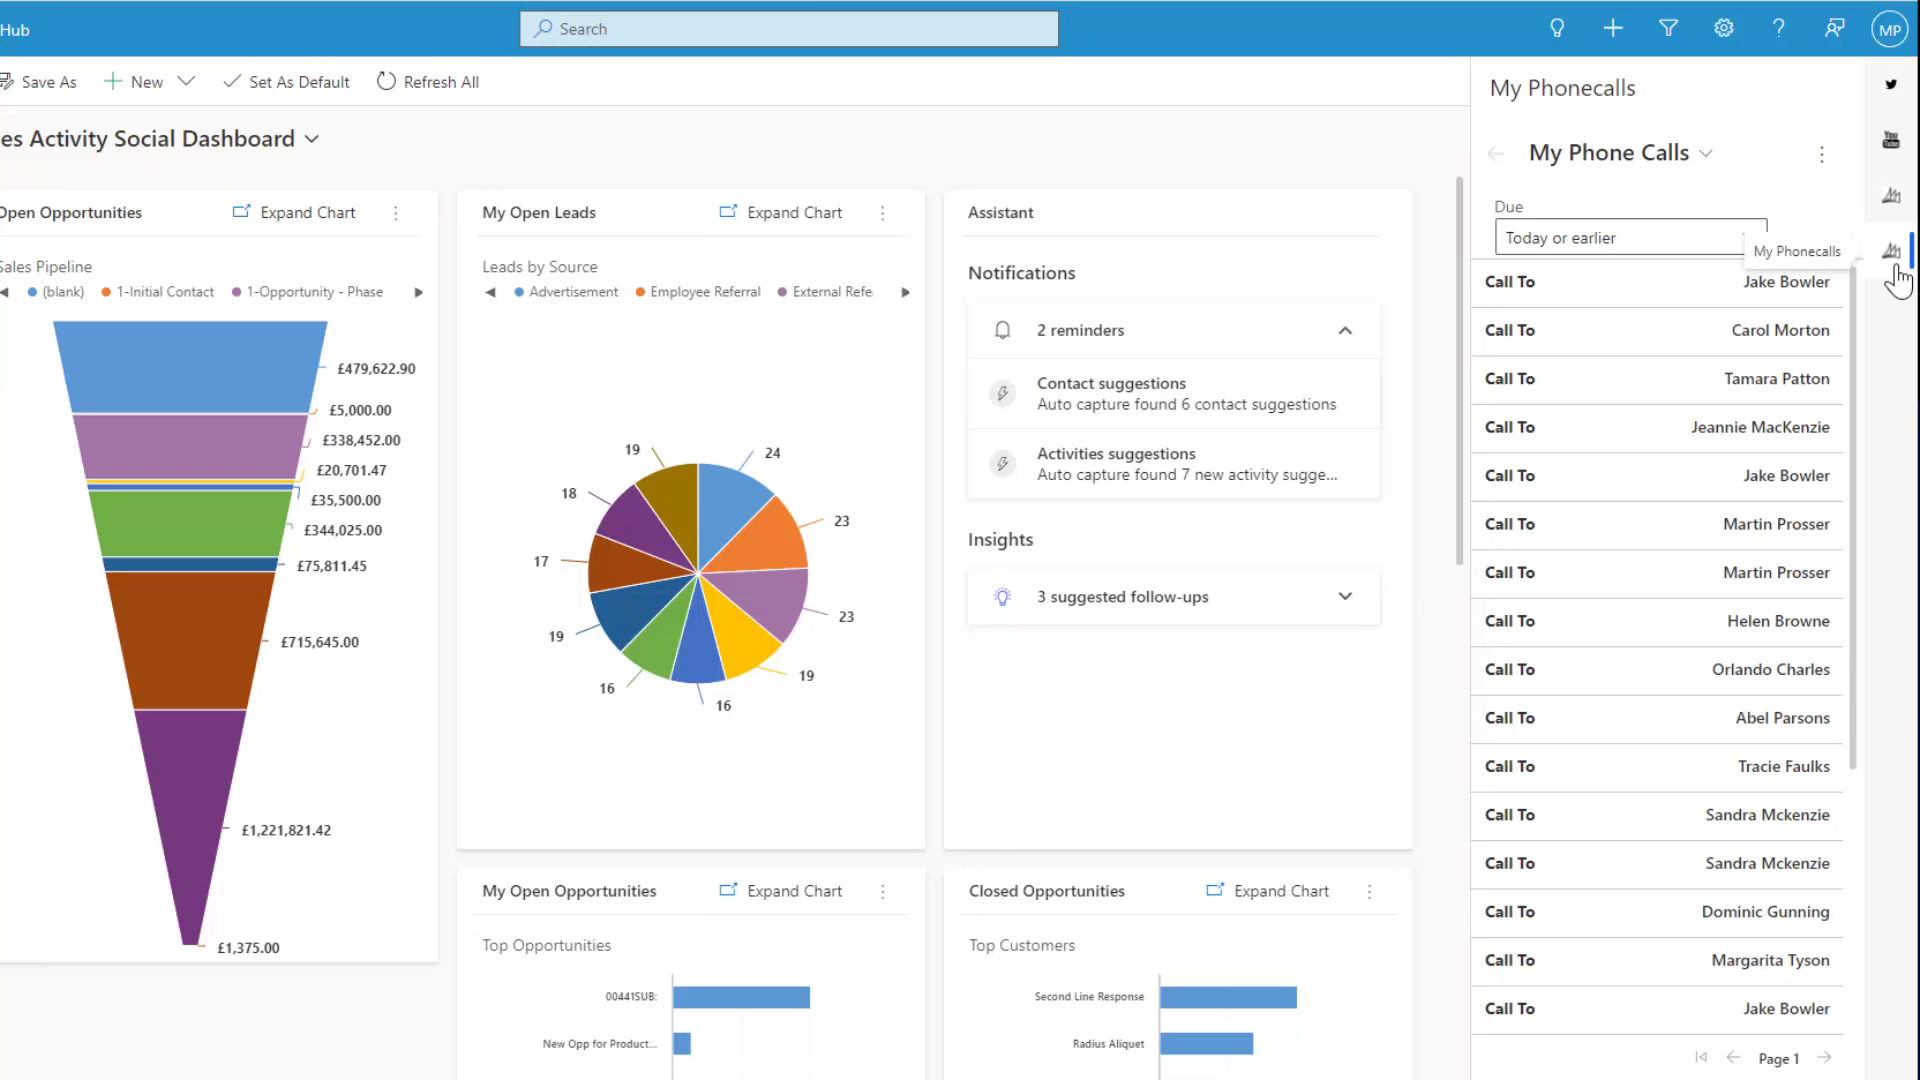 Hub
Search
MP
Save As
New
Set As Default
Refresh All
es Activity Social Dashboard
Open Opportunities
Expand Chart
Sales Pipeline
(blank)
1-Initial Contact
1-Opportunity - Phase
£479,622.90
£5,000.00
£338,452.00
£20,701.47
£35,500.00
£344,025.00
£75,811.45
£715,645.00
£1,221,821.42
£1,375.00
My Open Leads
Expand Chart
Leads by Source
Advertisement
Employee Referral
External Refe
24
23
23
19
16
16
19
17
18
19
Assistant
Notifications
2 reminders
Contact suggestions
Auto capture found 6 contact suggestions
Activities suggestions
Auto capture found 7 new activity sugge...
Insights
3 suggested follow-ups
My Open Opportunities
Expand Chart
Top Opportunities
00441SUB:
New Opp for Product...
Closed Opportunities
Expand Chart
Top Customers
Second Line Response
Radius Aliquet
My Phonecalls
My Phone Calls
Due
Today or earlier
My Phonecalls
Call To Jake Bowler
Call To Carol Morton
Call To Tamara Patton
Call To Jeannie MacKenzie
Call To Jake Bowler
Call To Martin Prosser
Call To Martin Prosser
Call To Helen Browne
Call To Orlando Charles
Call To Abel Parsons
Call To Tracie Faulks
Call To Sandra Mckenzie
Call To Sandra Mckenzie
Call To Dominic Gunning
Call To Margarita Tyson
Call To Jake Bowler
Page 1
You